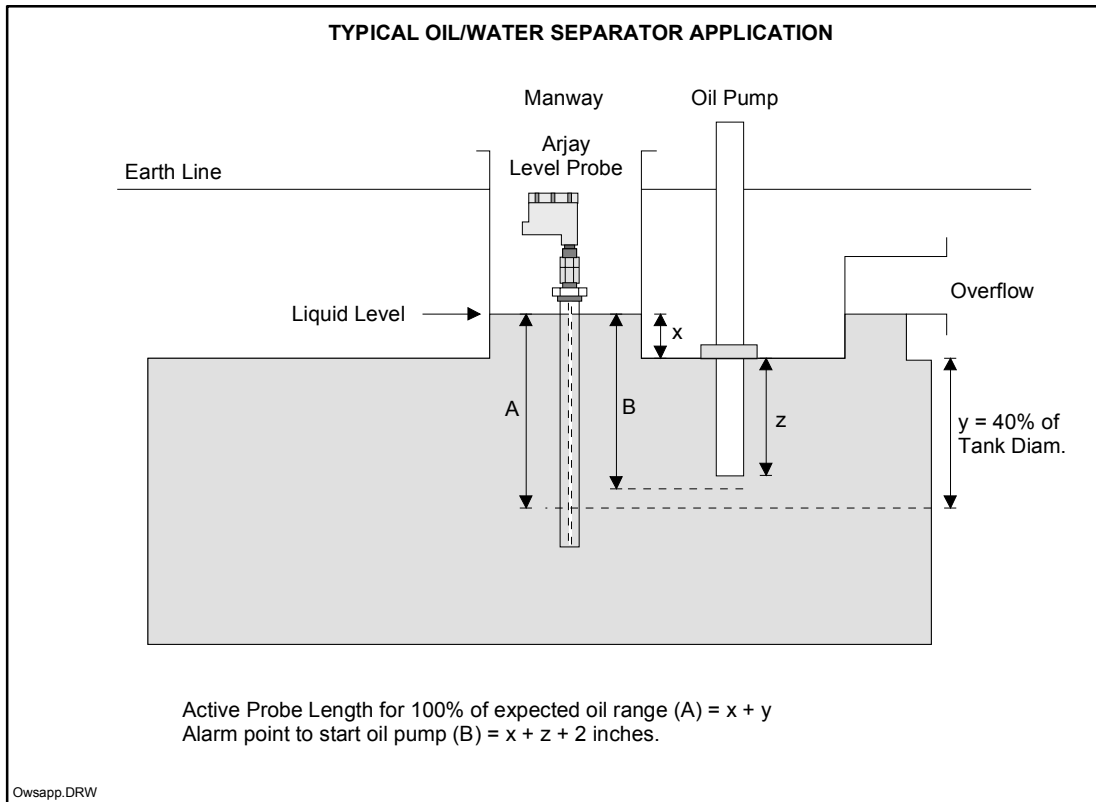 TYPICAL OIL/WATER SEPARATOR APPLICATION
Manway
Oil Pump
Arjay
Level Probe
Earth Line
Liquid Level
Overflow
x
A
B
z
y = 40% of
Tank Diam.
Active Probe Length for 100% of expected oil range (A) = x + y
Alarm point to start oil pump (B) = x + z + 2 inches.
Owsapp.DRW